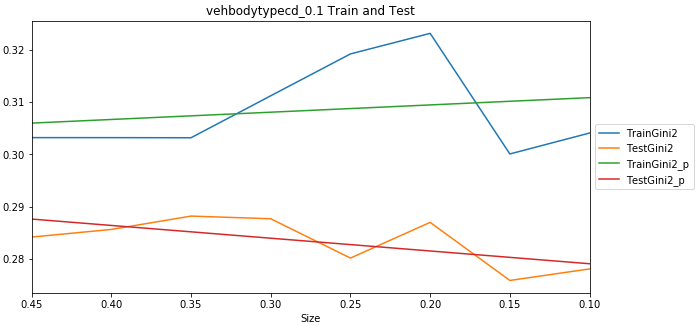 vehbodytypecd_0.1 Train and Test
0.32
0.31
0.30
0.29
0.28
0.45 0.40 0.35 0.30 0.25 0.20 0.15 0.10
Size
TrainGini2
TestGini2
TrainGini2_p
TestGini2_p